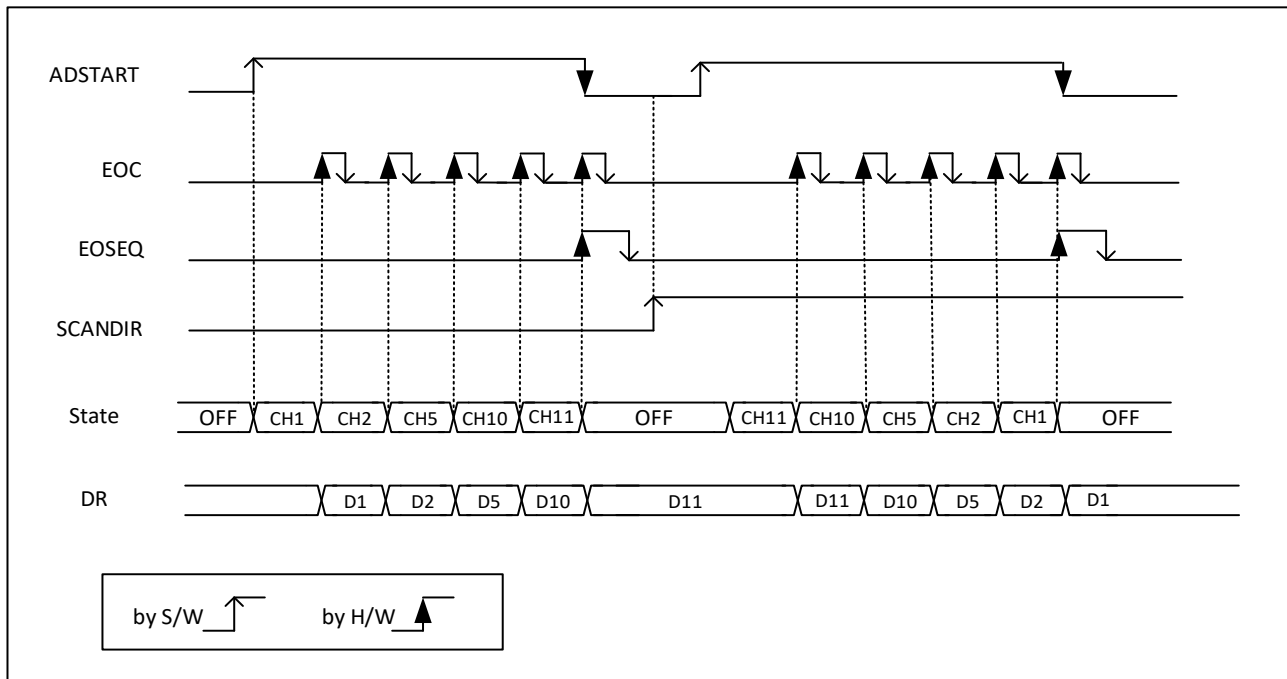 ADSTART
EOC
EOSEQ
SCANDIR
State OFF CH1 CH2 CH5 CH10 CH11 OFF CH11 CH10 CH5 CH2 CH1 OFF
DR D1 D2 D5 D10 D11 D11 D10 D5 D2 D1
by S/W by H/W